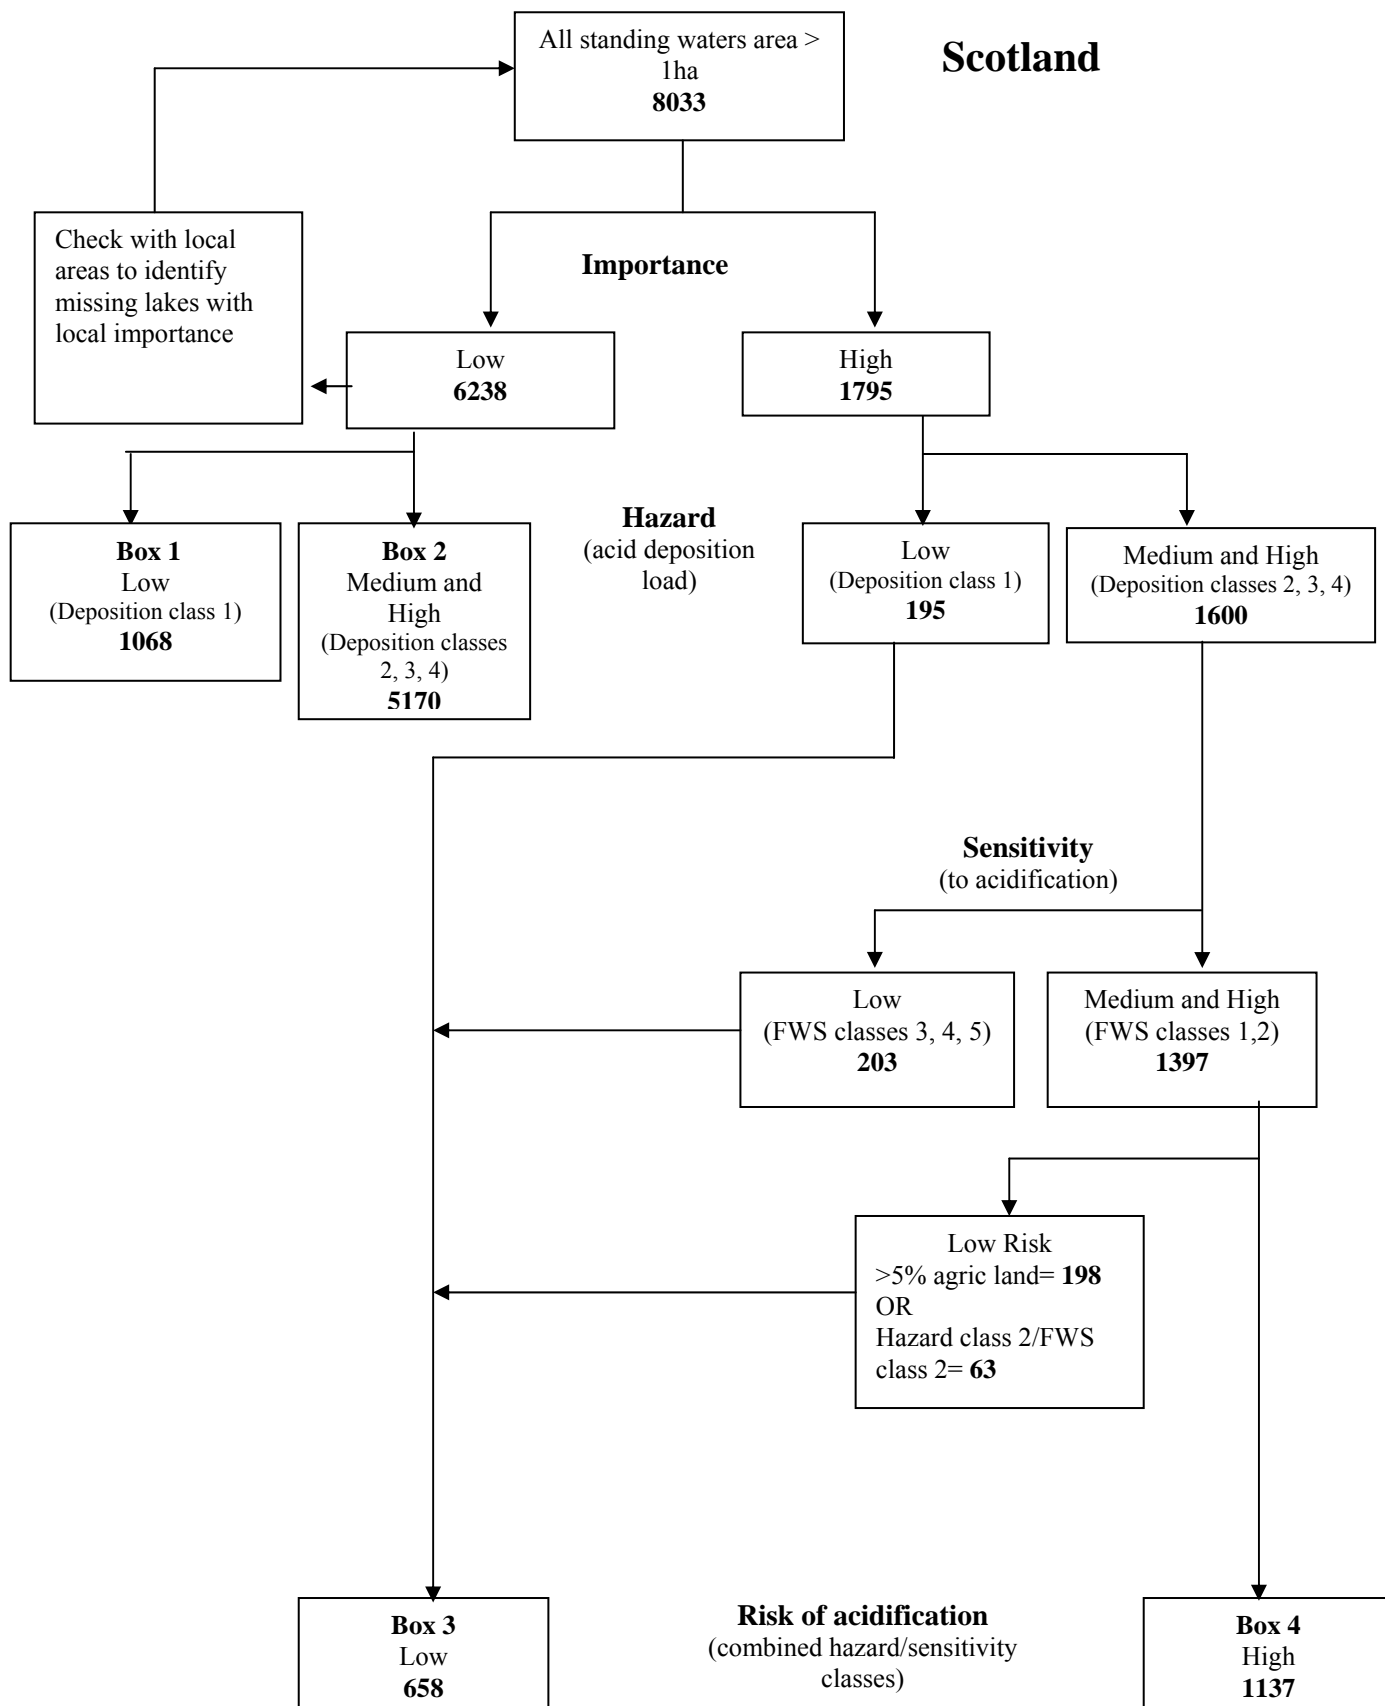 All standing waters area >
1ha
8033
Scotland
Check with local
areas to identify
missing lakes with
local importance
Importance
Low
6238
High
1795
Box 1
Low
(Deposition class 1)
1068
Box 2
Medium and
High
(Deposition classes
2, 3, 4)
5170
Hazard
(acid deposition
load)
Low
(Deposition class 1)
195
Medium and High
(Deposition classes 2, 3, 4)
1600
Sensitivity
(to acidification)
Low
(FWS classes 3, 4, 5)
203
Medium and High
(FWS classes 1,2)
1397
Low Risk
>5% agric land= 198
OR
Hazard class 2/FWS
class 2= 63
Box 3
Low
658
Risk of acidification
(combined hazard/sensitivity
classes)
Box 4
High
1137